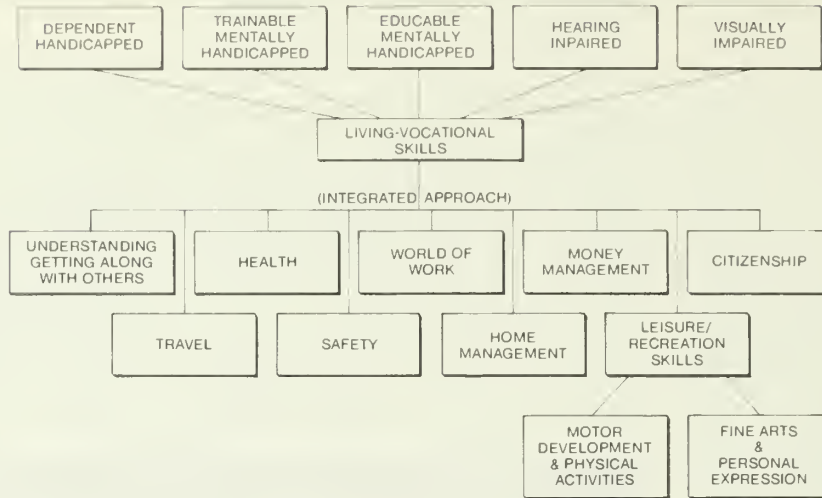 DEPENDENT
HANDICAPPED
TRAINABLE
MENTALLY
HANDICAPPED
EDUCABLE
MENTALLY
HANDICAPPED
HEARING
INPAIRED
VISUALLY
IMPAIRED
LIVING-VOCATIONAL
SKILLS
(INTEGRATED APPROACH)
UNDERSTANDING
GETTING ALONG
WITH OTHERS
HEALTH
WORLD OF
WORK
MONEY
MANAGEMENT
CITIZENSHIP
TRAVEL
SAFETY
HOME
MANAGEMENT
LEISURE/
RECREATION
SKILLS
MOTOR
DEVELOPMENT
& PHYSICAL
ACTIVITIES
FINE ARTS
&
PERSONAL
EXPRESSION